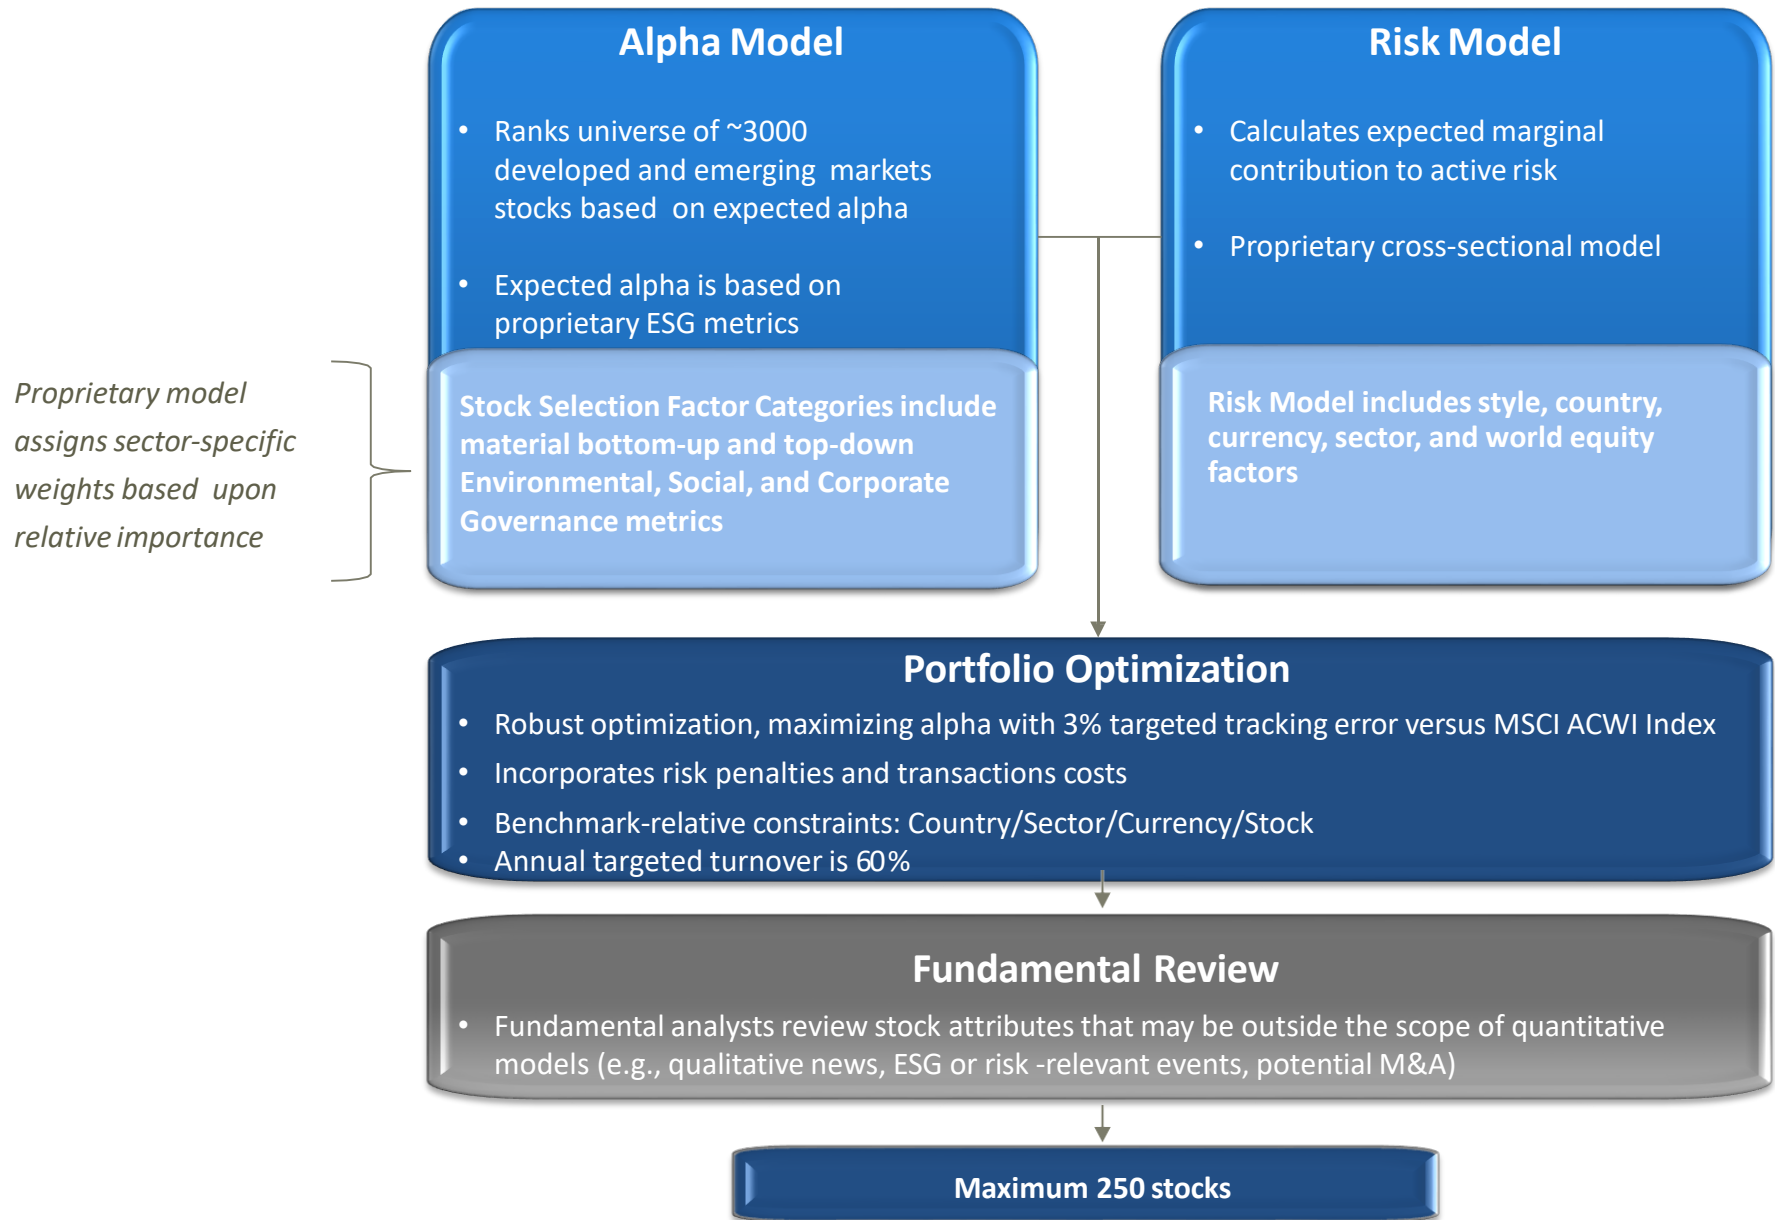 Alpha Model
• Ranks universe of ~3000
developed and emerging markets
stocks based on expected alpha
• Expected alpha is based on
proprietary ESG metrics
Stock Selection Factor Categories include
material bottom-up and top-down
Environmental, Social, and Corporate
Governance metrics
Proprietary model
assigns sector-specific
weights based upon
relative importance
Risk Model
• Calculates expected marginal
contribution to active risk
• Proprietary cross-sectional model
Risk Model includes style, country,
currency, sector, and world equity
factors
Portfolio Optimization
• Robust optimization, maximizing alpha with 3% targeted tracking error versus MSCI ACWI Index
• Incorporates risk penalties and transactions costs
• Benchmark-relative constraints: Country/Sector/Currency/Stock
• Annual targeted turnover is 60%
Fundamental Review
• Fundamental analysts review stock attributes that may be outside the scope of quantitative
models (e.g., qualitative news, ESG or risk -relevant events, potential M&A)
Maximum 250 stocks